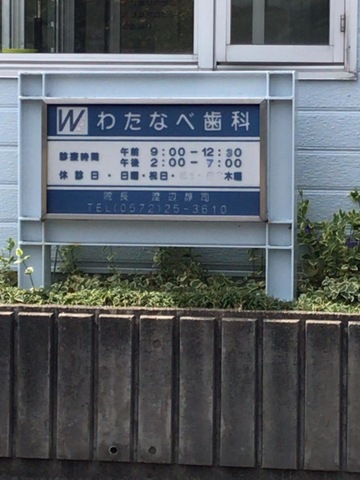 W わたなべ歯科
診療時間 午前 9:00-12:30
午後 2:00-7:00
休診日・日曜・祝日・ 木曜
院長 渡辺
TEL(0572)25-3610